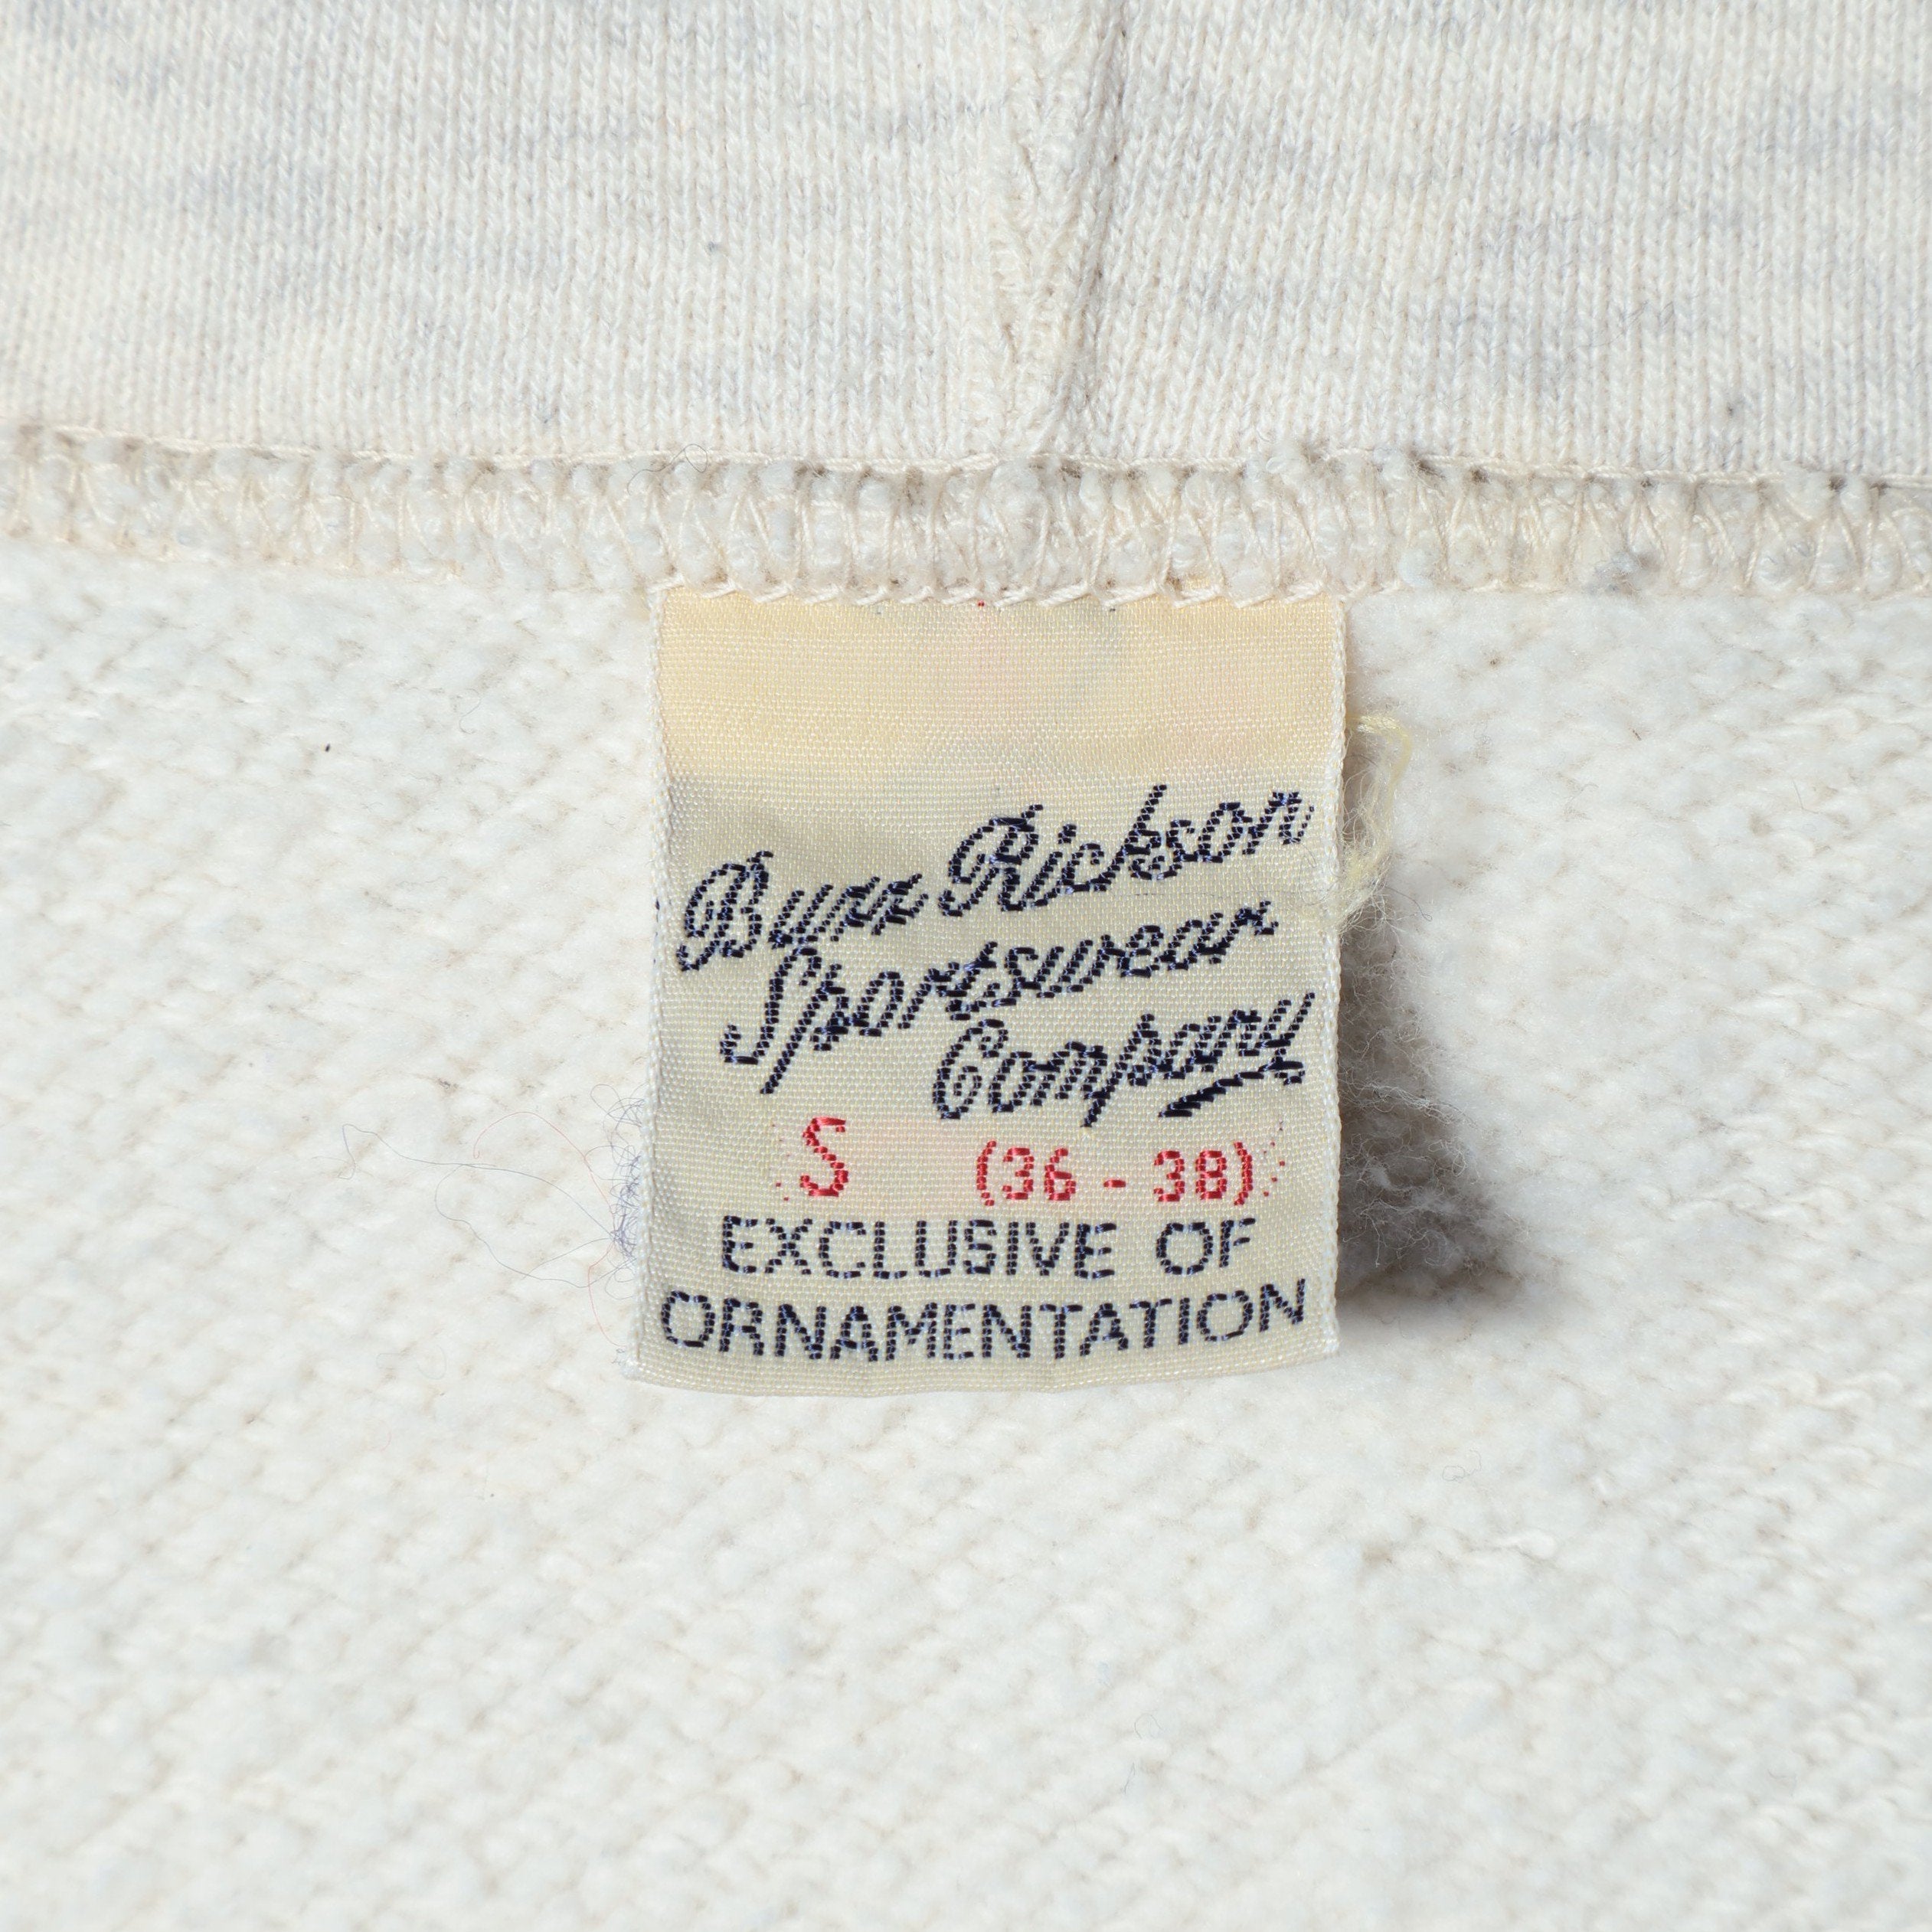 Buzz Rickson
Sportswear
Company
S (36 - 38)
EXCLUSIVE OF
ORNAMENTATION